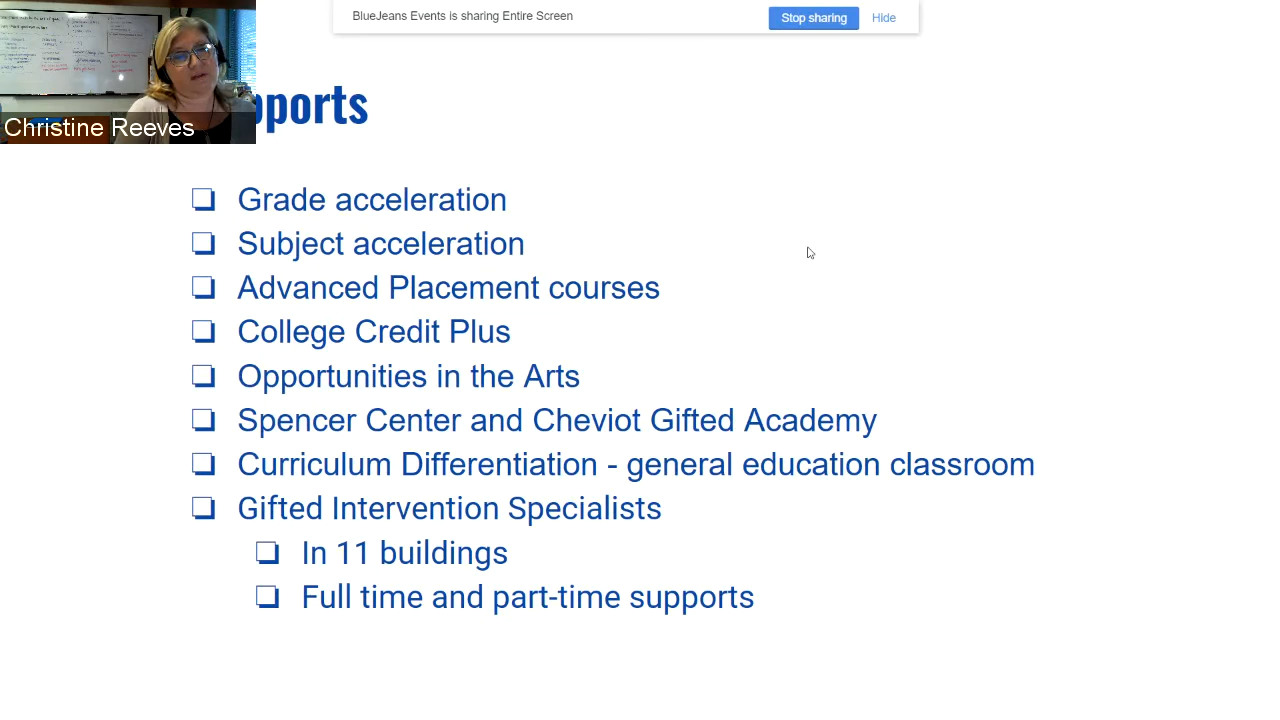 BlueJeans Events is sharing Entire Screen
Stop sharing
Hide
Christine Reeves
pports
❏ Grade acceleration
❏ Subject acceleration
❏ Advanced Placement courses
❏ College Credit Plus
❏ Opportunities in the Arts
❏ Spencer Center and Cheviot Gifted Academy
❏ Curriculum Differentiation - general education classroom
❏ Gifted Intervention Specialists
❏ In 11 buildings
❏ Full time and part-time supports